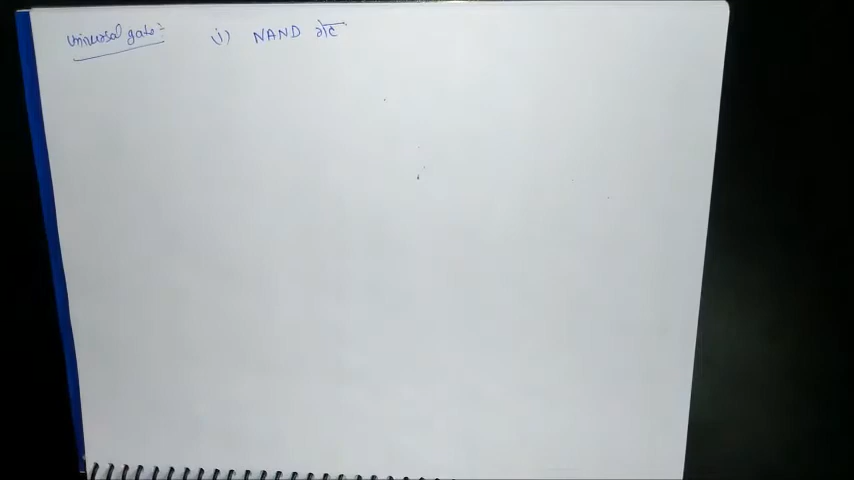 Universal gate :- i) NAND गेट